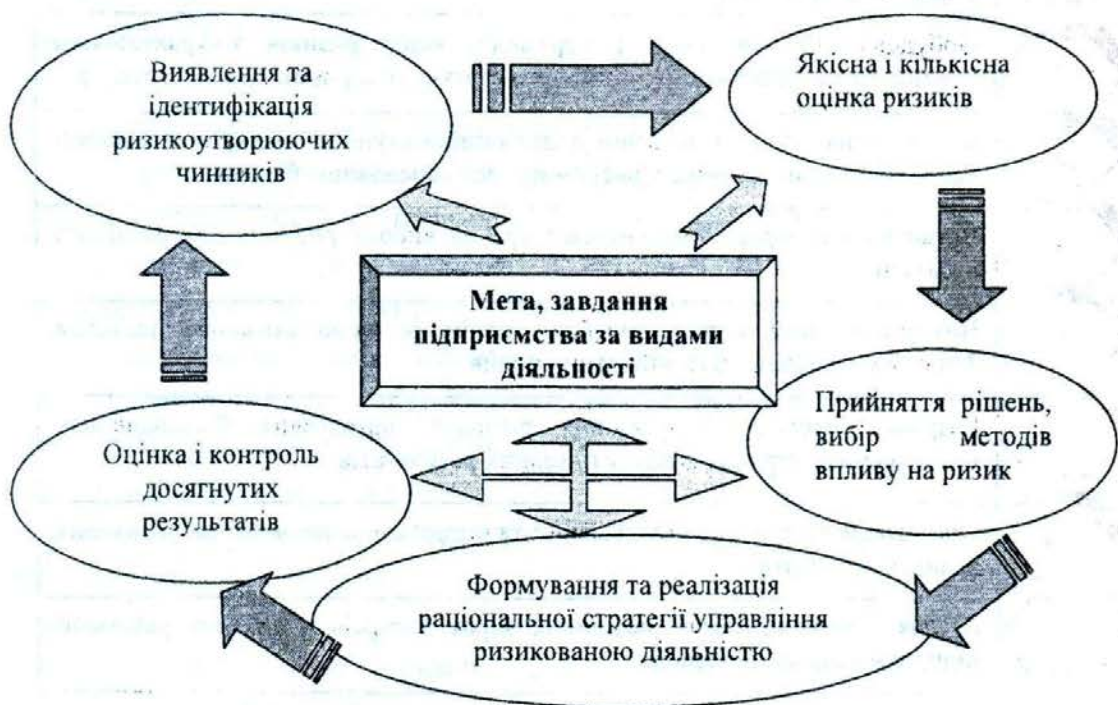 Виявлення та
ідентифікація
ризикоутворюючих
чинників
Якісна і кількісна
оцінка ризиків
Мета, завдання
підприємства за видами
діяльності
Прийняття рішень,
вибір методів
впливу на ризик
Оцінка і контроль
досягнутих
результатів
Формування та реалізація
раціональної стратегії управління
ризикованою діяльністю